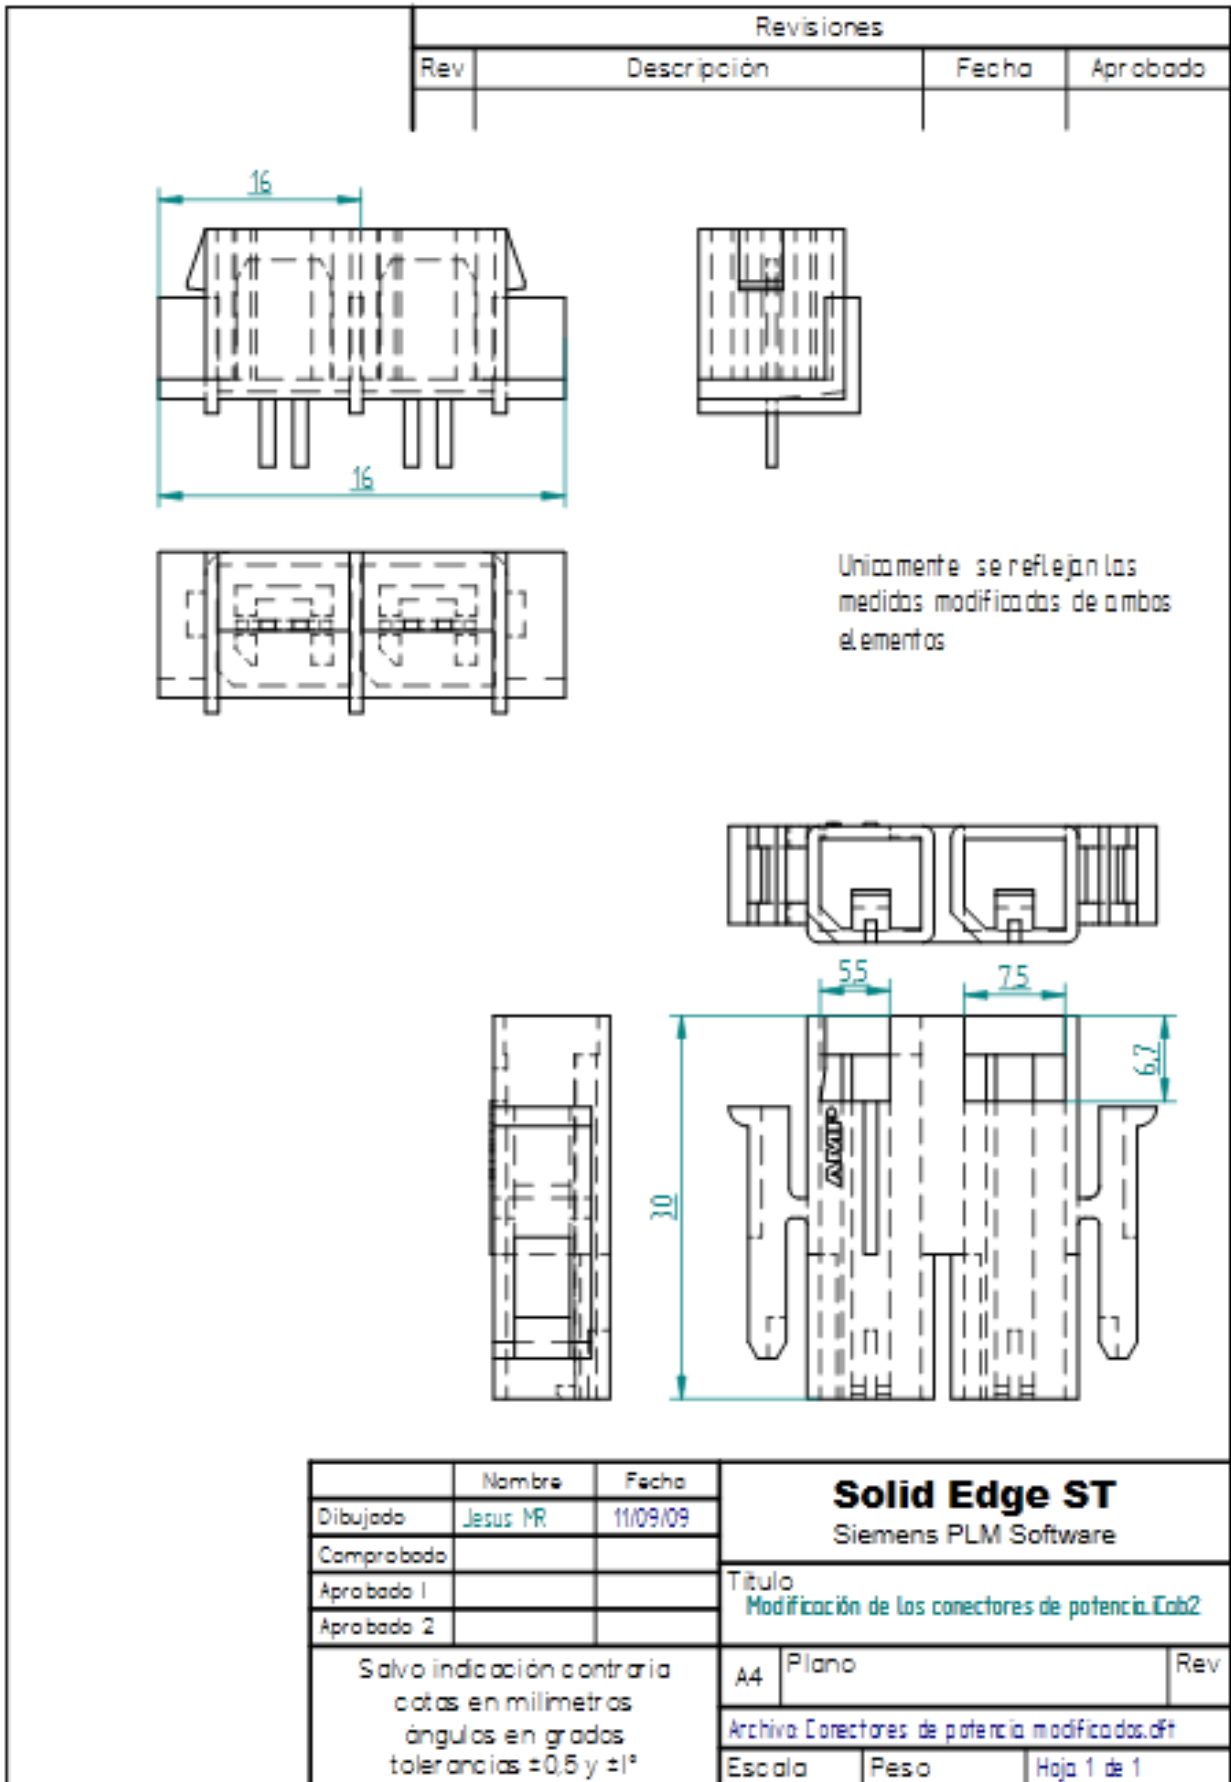 Revisiones
Rev Descripción Fecha Aprobado
16
16
Unicamente se reflejan las
medidas modificadas de ambos
elementos
5,5
7,5
6,7
30
AMP
Nombre Fecha
Dibujado Jesus MR 11/09/09
Comprobado
Aprobado 1
Aprobado 2
Salvo indicación contraria
cotas en milimetros
ángulos en grados
tolerancias ±0,5 y ±1º
Solid Edge ST
Siemens PLM Software
Titulo
Modificación de los conectores de potencia.
A4 Plano Rev
Archivo: Conectores de potencia modificados.dft
Escala Peso Hoja 1 de 1